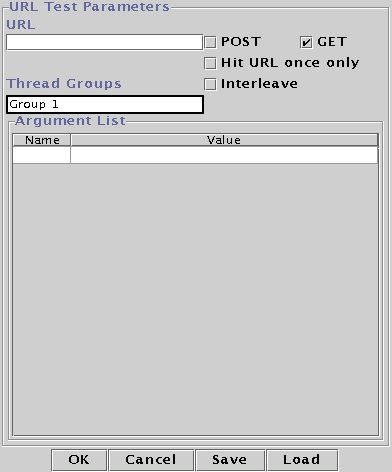 URL Test Parameters
URL
POST GET
Hit URL once only
Thread Groups Interleave
Group 1
Argument List
Name Value
OK Cancel Save Load